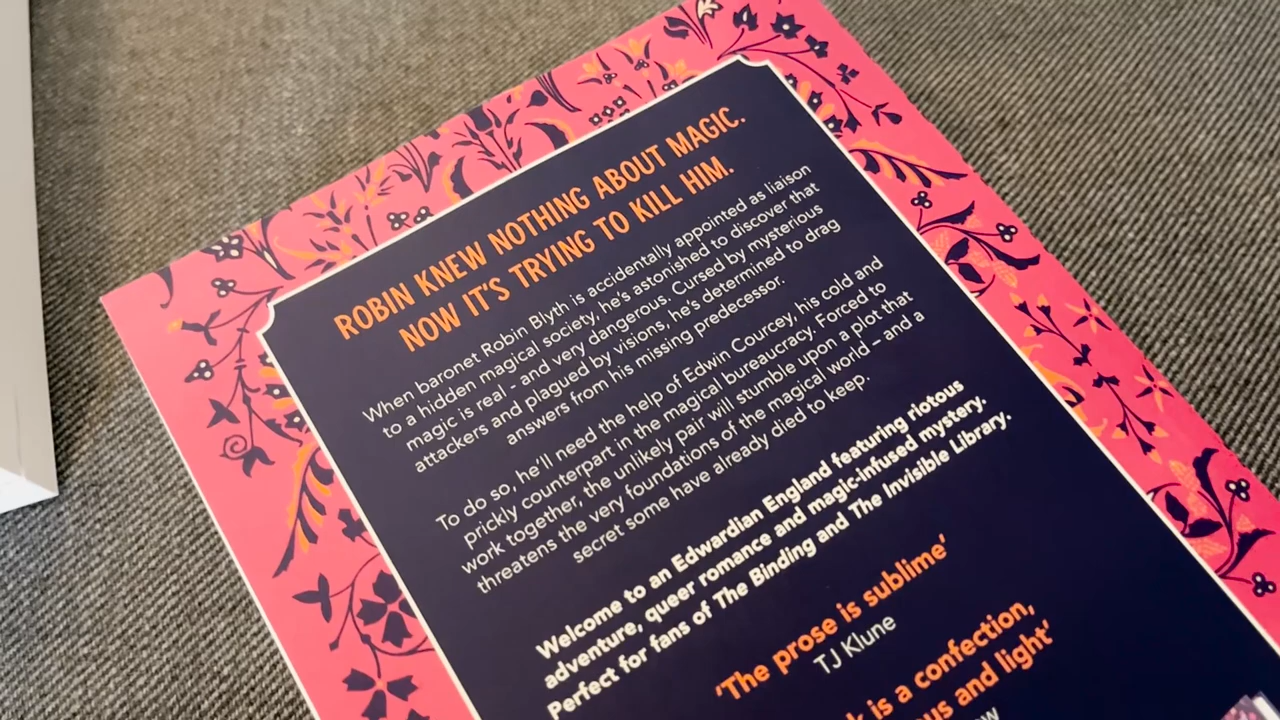 ROBIN KNEW NOTHING ABOUT MAGIC.
NOW IT'S TRYING TO KILL HIM.
When baronet Robin Blyth is accidentally appointed as liaison
to a hidden magical society, he's astonished to discover that
magic is real – and very dangerous. Cursed by mysterious
attackers and plagued by visions, he's determined to drag
answers from his missing predecessor.
To do so, he'll need the help of Edwin Courcey, his cold and
prickly counterpart in the magical bureaucracy. Forced to
work together, the unlikely pair will stumble upon a plot that
threatens the very foundations of the magical world – and a
secret some have already died to keep.
Welcome to an Edwardian England featuring riotous
adventure, queer romance and magic-infused mystery.
Perfect for fans of The Binding and The Invisible Library.
'The prose is sublime'
TJ Klune
is a confection,
and light'